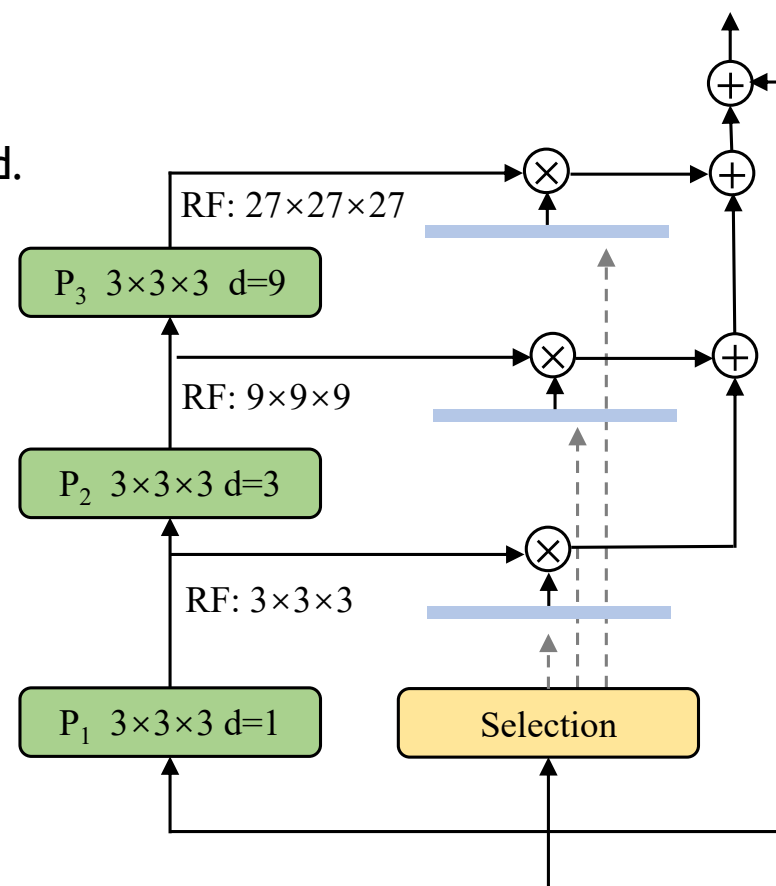 d.
RF: 27×27×27
P₃ 3×3×3 d=9
RF: 9×9×9
P₂ 3×3×3 d=3
RF: 3×3×3
P₁ 3×3×3 d=1
Selection